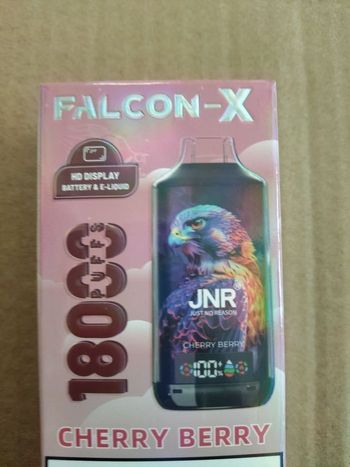 FALCON-X
HD DISPLAY
BATTERY & E-LIQUID
18000
PUFFS
JNR
JUST NO REASON
CHERRY BERRY
100%
CHERRY BERRY